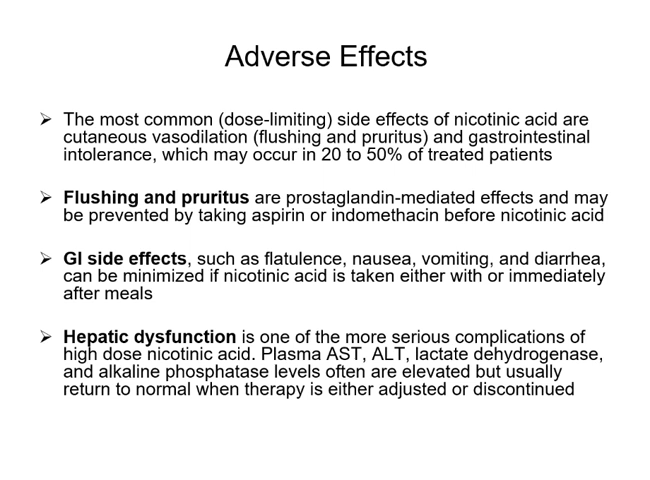 Adverse Effects
➢ The most common (dose-limiting) side effects of nicotinic acid are
cutaneous vasodilation (flushing and pruritus) and gastrointestinal
intolerance, which may occur in 20 to 50% of treated patients
➢ Flushing and pruritus are prostaglandin-mediated effects and may
be prevented by taking aspirin or indomethacin before nicotinic acid
➢ GI side effects, such as flatulence, nausea, vomiting, and diarrhea,
can be minimized if nicotinic acid is taken either with or immediately
after meals
➢ Hepatic dysfunction is one of the more serious complications of
high dose nicotinic acid. Plasma AST, ALT, lactate dehydrogenase,
and alkaline phosphatase levels often are elevated but usually
return to normal when therapy is either adjusted or discontinued